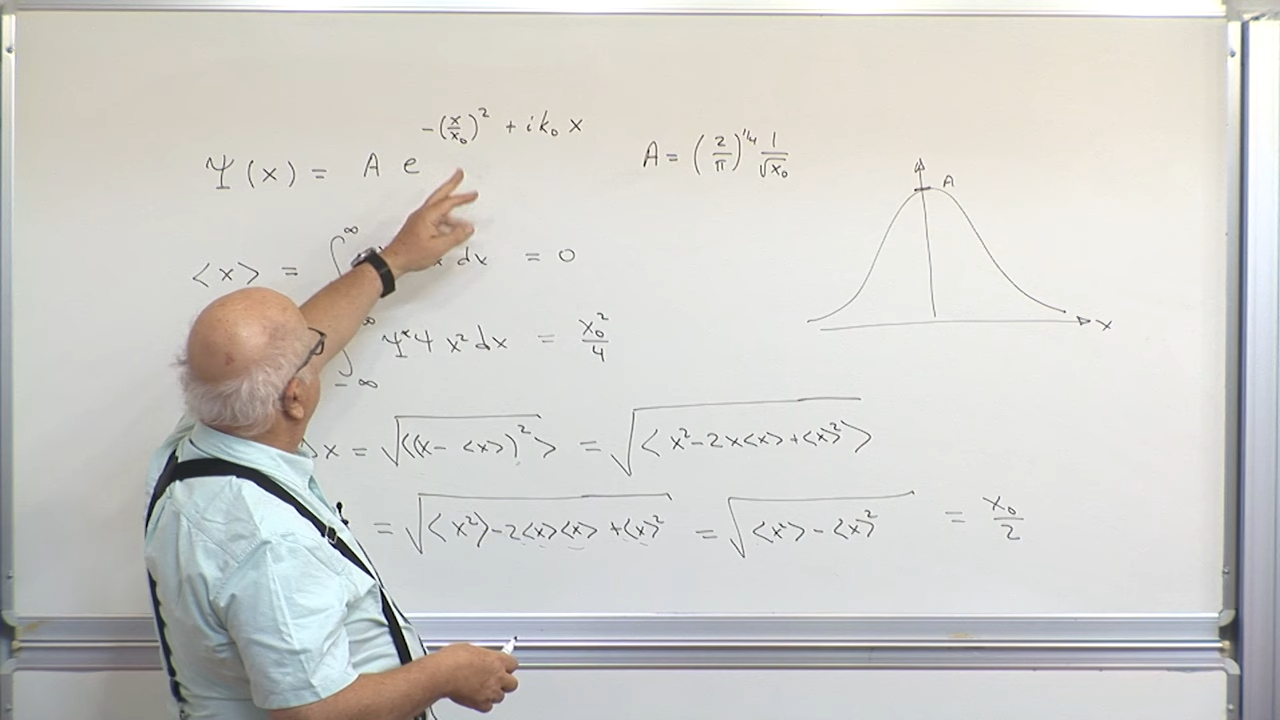 Ψ(x) = A e^{-(x/x₀)² + i k₀ x}
A = (2/π)^{1/4} 1/√x₀
A
x
⟨x⟩ = ∫^∞ x dx = 0
∫_{-∞}^{∞} Ψ*Ψ x² dx = x₀²/4
x = √⟨(x - ⟨x⟩)²⟩ = √⟨x² - 2x⟨x⟩ + ⟨x⟩²⟩
= √(⟨x²⟩ - 2⟨x⟩⟨x⟩ + ⟨x⟩²) = √(⟨x²⟩ - ⟨x⟩²) = x₀/2